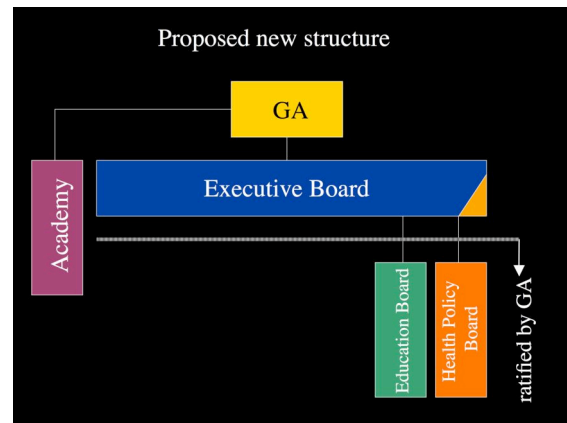 Proposed new structure
GA
Executive Board
Academy
Education Board
Health Policy
Board
ratified by GA